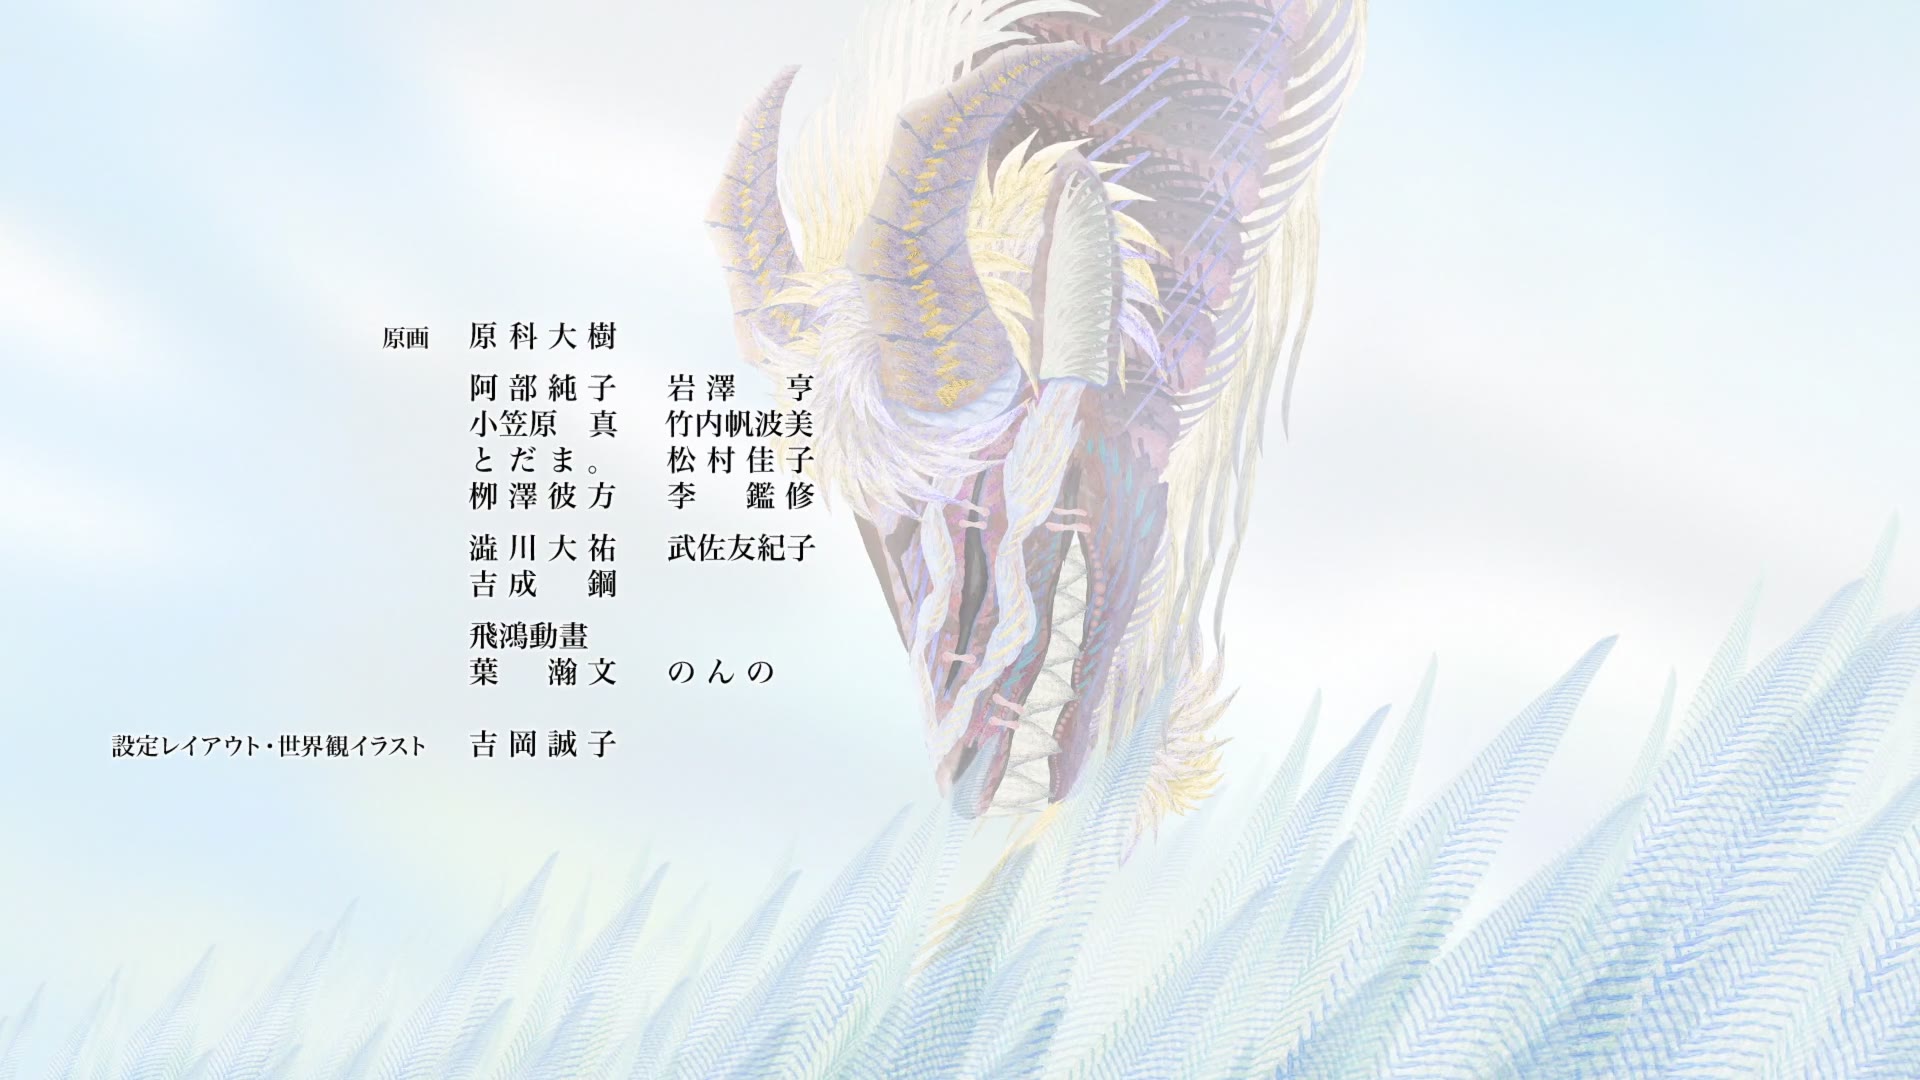 原画 原科大樹
阿部純子 岩澤 亨
小笠原 真 竹内帆波美
とだま。 松村佳子
栁澤彼方 李 鑑修
澁川大祐 武佐友紀子
吉成 鋼
飛鴻動畫
葉 瀚文 のんの
設定レイアウト・世界観イラスト 吉岡誠子